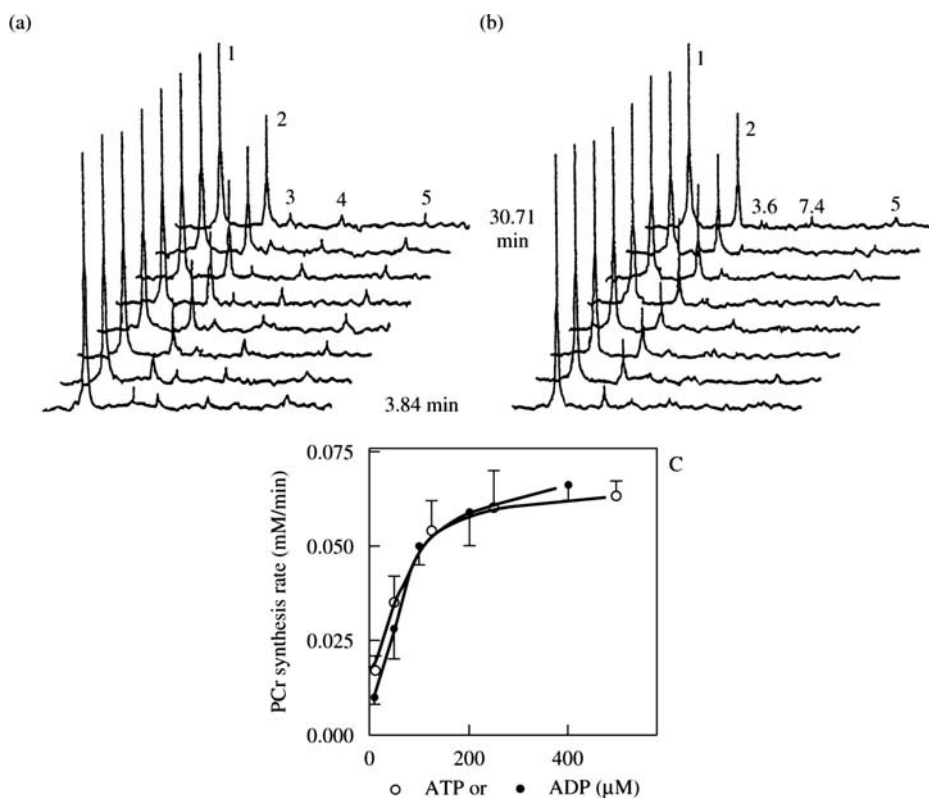 (a)
(b)
1
2
3 4 5
30.71
min
3.84 min
1
2
3.6 7.4 5
C
PCr synthesis rate (mM/min)
0.075
0.050
0.025
0.000
0 200 400
○ ATP or ● ADP (μM)